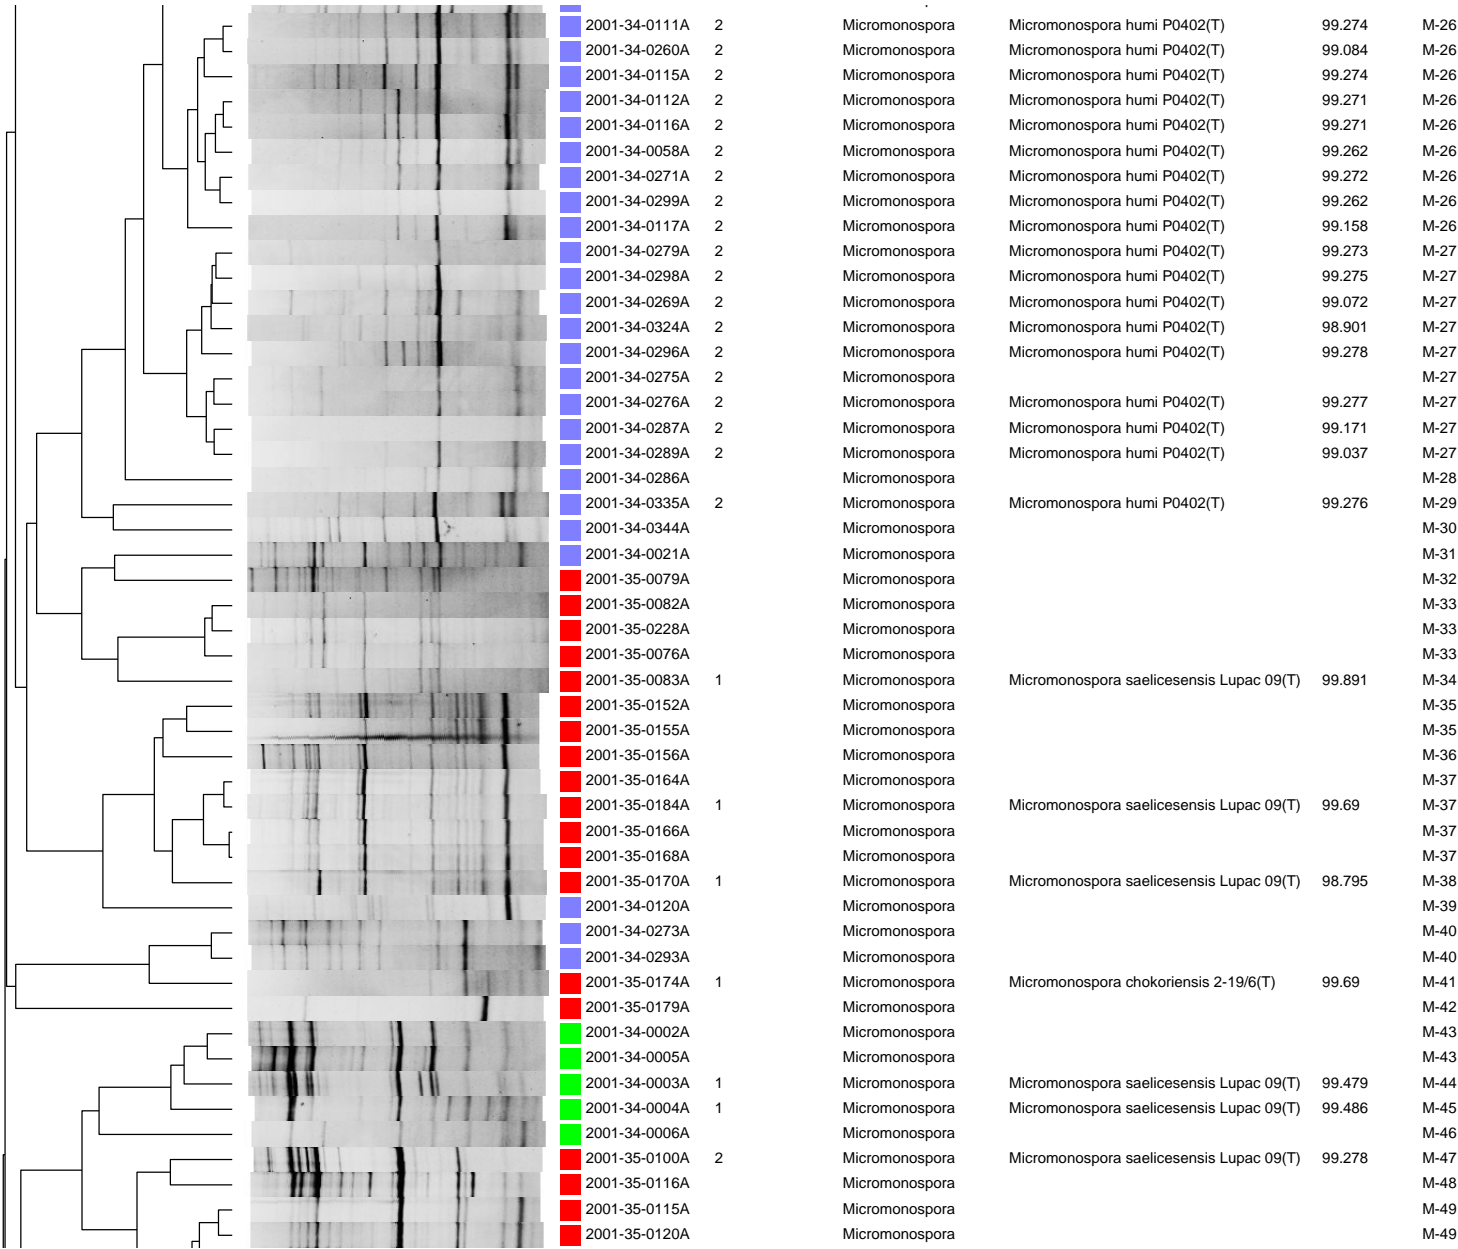 2001-34-0111A 2 Micromonospora Micromonospora humi P0402(T) 99.274 M-26
2001-34-0260A 2 Micromonospora Micromonospora humi P0402(T) 99.084 M-26
2001-34-0115A 2 Micromonospora Micromonospora humi P0402(T) 99.274 M-26
2001-34-0112A 2 Micromonospora Micromonospora humi P0402(T) 99.271 M-26
2001-34-0116A 2 Micromonospora Micromonospora humi P0402(T) 99.271 M-26
2001-34-0058A 2 Micromonospora Micromonospora humi P0402(T) 99.262 M-26
2001-34-0271A 2 Micromonospora Micromonospora humi P0402(T) 99.272 M-26
2001-34-0299A 2 Micromonospora Micromonospora humi P0402(T) 99.262 M-26
2001-34-0117A 2 Micromonospora Micromonospora humi P0402(T) 99.158 M-26
2001-34-0279A 2 Micromonospora Micromonospora humi P0402(T) 99.273 M-27
2001-34-0298A 2 Micromonospora Micromonospora humi P0402(T) 99.275 M-27
2001-34-0269A 2 Micromonospora Micromonospora humi P0402(T) 99.072 M-27
2001-34-0324A 2 Micromonospora Micromonospora humi P0402(T) 98.901 M-27
2001-34-0296A 2 Micromonospora Micromonospora humi P0402(T) 99.278 M-27
2001-34-0275A 2 Micromonospora M-27
2001-34-0276A 2 Micromonospora Micromonospora humi P0402(T) 99.277 M-27
2001-34-0287A 2 Micromonospora Micromonospora humi P0402(T) 99.171 M-27
2001-34-0289A 2 Micromonospora Micromonospora humi P0402(T) 99.037 M-27
2001-34-0286A Micromonospora M-28
2001-34-0335A 2 Micromonospora Micromonospora humi P0402(T) 99.276 M-29
2001-34-0344A Micromonospora M-30
2001-34-0021A Micromonospora M-31
2001-35-0079A Micromonospora M-32
2001-35-0082A Micromonospora M-33
2001-35-0228A Micromonospora M-33
2001-35-0076A Micromonospora M-33
2001-35-0083A 1 Micromonospora Micromonospora saelicesensis Lupac 09(T) 99.891 M-34
2001-35-0152A Micromonospora M-35
2001-35-0155A Micromonospora M-35
2001-35-0156A Micromonospora M-36
2001-35-0164A Micromonospora M-37
2001-35-0184A 1 Micromonospora Micromonospora saelicesensis Lupac 09(T) 99.69 M-37
2001-35-0166A Micromonospora M-37
2001-35-0168A Micromonospora M-37
2001-35-0170A 1 Micromonospora Micromonospora saelicesensis Lupac 09(T) 98.795 M-38
2001-34-0120A Micromonospora M-39
2001-34-0273A Micromonospora M-40
2001-34-0293A Micromonospora M-40
2001-35-0174A 1 Micromonospora Micromonospora chokoriensis 2-19/6(T) 99.69 M-41
2001-35-0179A Micromonospora M-42
2001-34-0002A Micromonospora M-43
2001-34-0005A Micromonospora M-43
2001-34-0003A 1 Micromonospora Micromonospora saelicesensis Lupac 09(T) 99.479 M-44
2001-34-0004A 1 Micromonospora Micromonospora saelicesensis Lupac 09(T) 99.486 M-45
2001-34-0006A Micromonospora M-46
2001-35-0100A 2 Micromonospora Micromonospora saelicesensis Lupac 09(T) 99.278 M-47
2001-35-0116A Micromonospora M-48
2001-35-0115A Micromonospora M-49
2001-35-0120A Micromonospora M-49